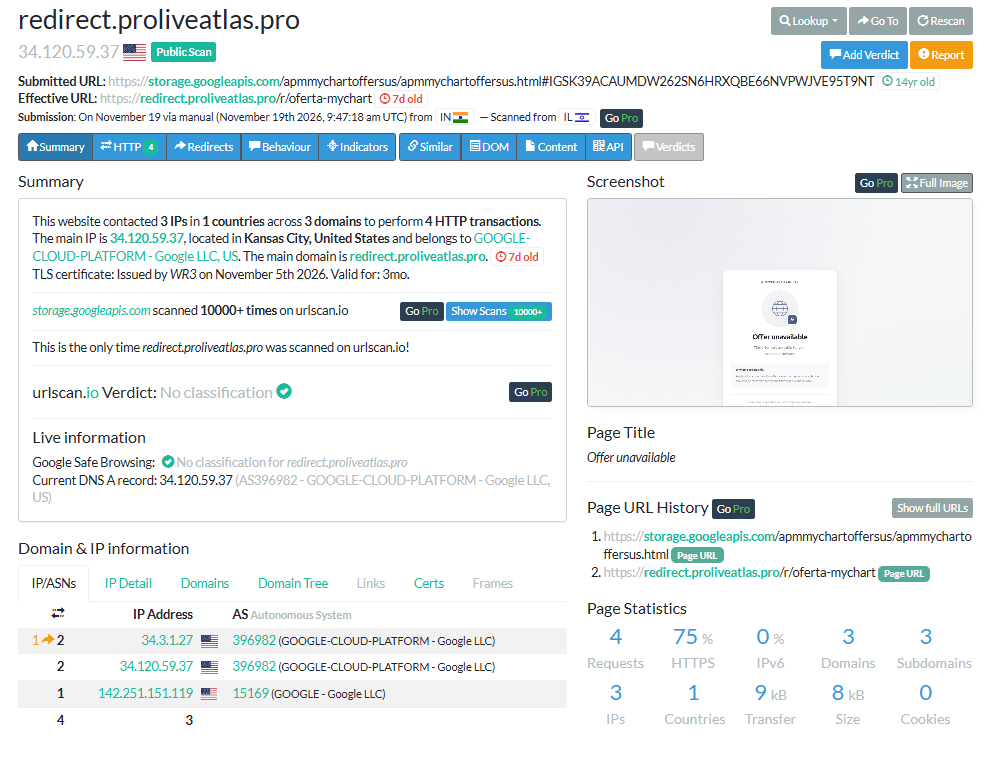 redirect.proliveatlas.pro
Lookup
Go To
Rescan
34.120.59.37
Public Scan
Add Verdict
Report
Submitted URL: https://storage.googleapis.com/apmmychartoffersus/apmmychartoffersus.html#IGSK39ACAUMDW262SN6HRXQBE66NVPWJVE95T9NT 14yr old
Effective URL: https://redirect.proliveatlas.pro/r/oferta-mychart 7d old
Submission: On November 19 via manual (November 19th 2026, 9:47:18 am UTC) from IN — Scanned from IL Go Pro
Summary HTTP 4 Redirects Behaviour Indicators Similar DOM Content API Verdicts
Summary
This website contacted 3 IPs in 1 countries across 3 domains to perform 4 HTTP transactions.
The main IP is 34.120.59.37, located in Kansas City, United States and belongs to GOOGLE-
CLOUD-PLATFORM - Google LLC, US. The main domain is redirect.proliveatlas.pro. 7d old
TLS certificate: Issued by WR3 on November 5th 2026. Valid for: 3mo.
storage.googleapis.com scanned 10000+ times on urlscan.io Go Pro Show Scans 10000+
This is the only time redirect.proliveatlas.pro was scanned on urlscan.io!
urlscan.io Verdict: No classification Go Pro
Live information
Google Safe Browsing: No classification for redirect.proliveatlas.pro
Current DNS A record: 34.120.59.37 (AS396982 - GOOGLE-CLOUD-PLATFORM - Google LLC,
US)
Domain & IP information
IP/ASNs IP Detail Domains Domain Tree Links Certs Frames
IP Address AS Autonomous System
1 2 34.3.1.27 396982 (GOOGLE-CLOUD-PLATFORM - Google LLC)
2 34.120.59.37 396982 (GOOGLE-CLOUD-PLATFORM - Google LLC)
1 142.251.151.119 15169 (GOOGLE - Google LLC)
4 3
Screenshot Go Pro Full Image
Offer unavailable
Page Title
Offer unavailable
Page URL History Go Pro Show full URLs
1. https://storage.googleapis.com/apmmychartoffersus/apmmycharto
ffersus.html Page URL
2. https://redirect.proliveatlas.pro/r/oferta-mychart Page URL
Page Statistics
4 75 % 0 % 3 3
Requests HTTPS IPv6 Domains Subdomains
3 1 9 kB 8 kB 0
IPs Countries Transfer Size Cookies